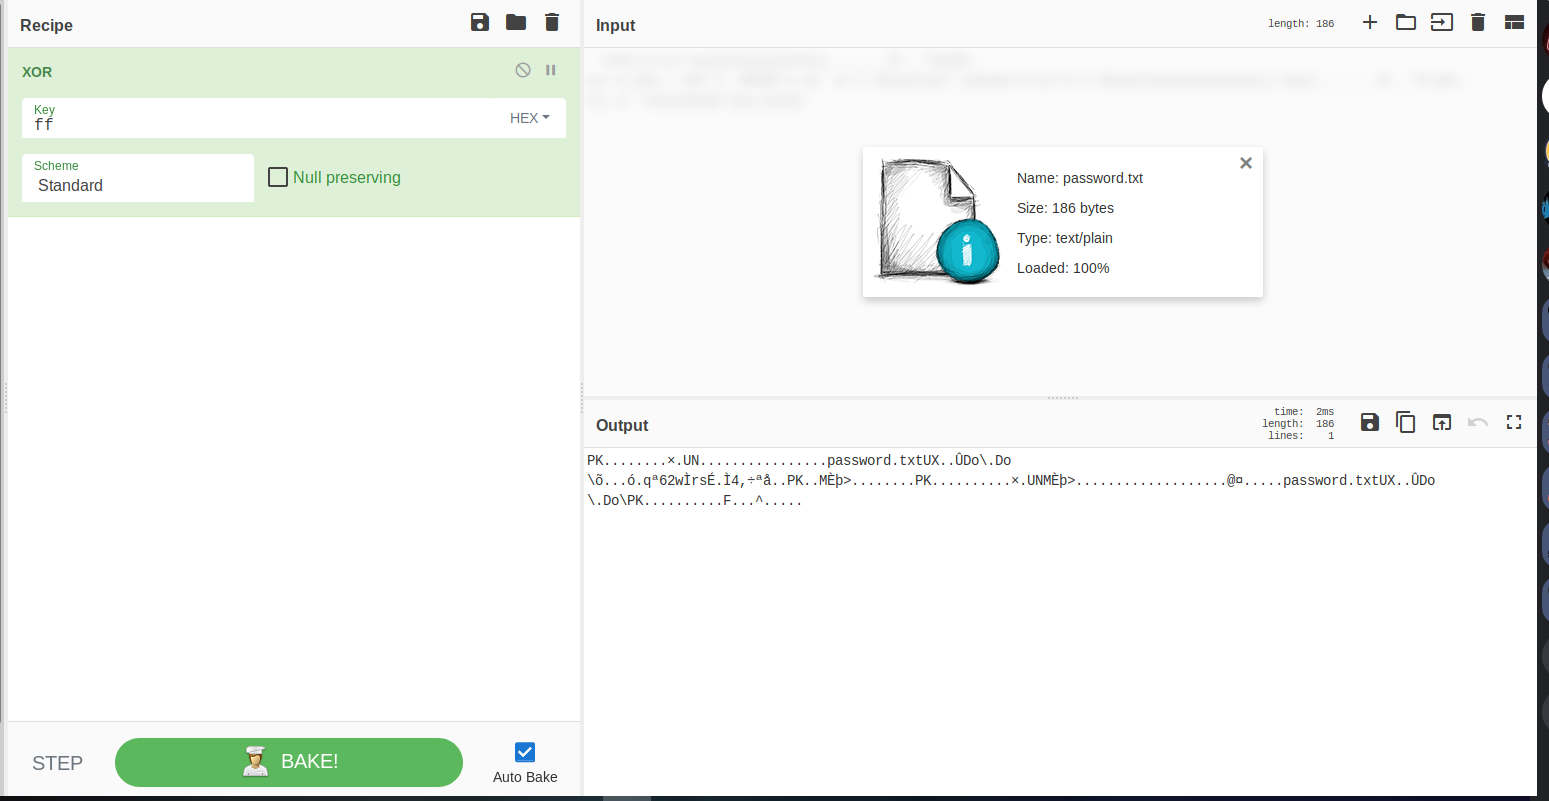 Recipe
XOR
Key
ff
HEX
Scheme
Standard
Null preserving
STEP
BAKE!
Auto Bake
Input
length: 186
Name: password.txt
Size: 186 bytes
Type: text/plain
Loaded: 100%
Output
time: 2ms
length: 186
lines: 1
PK........×.UN................password.txtUX..ÛDo\.Do
\õ...ó.qª62wÌrsÉ.Ì4,÷ªå..PK..MÈþ>........PK..........×.UNMÈþ>...................@¤.....password.txtUX..ÛDo
\.Do\PK..........F...^.....